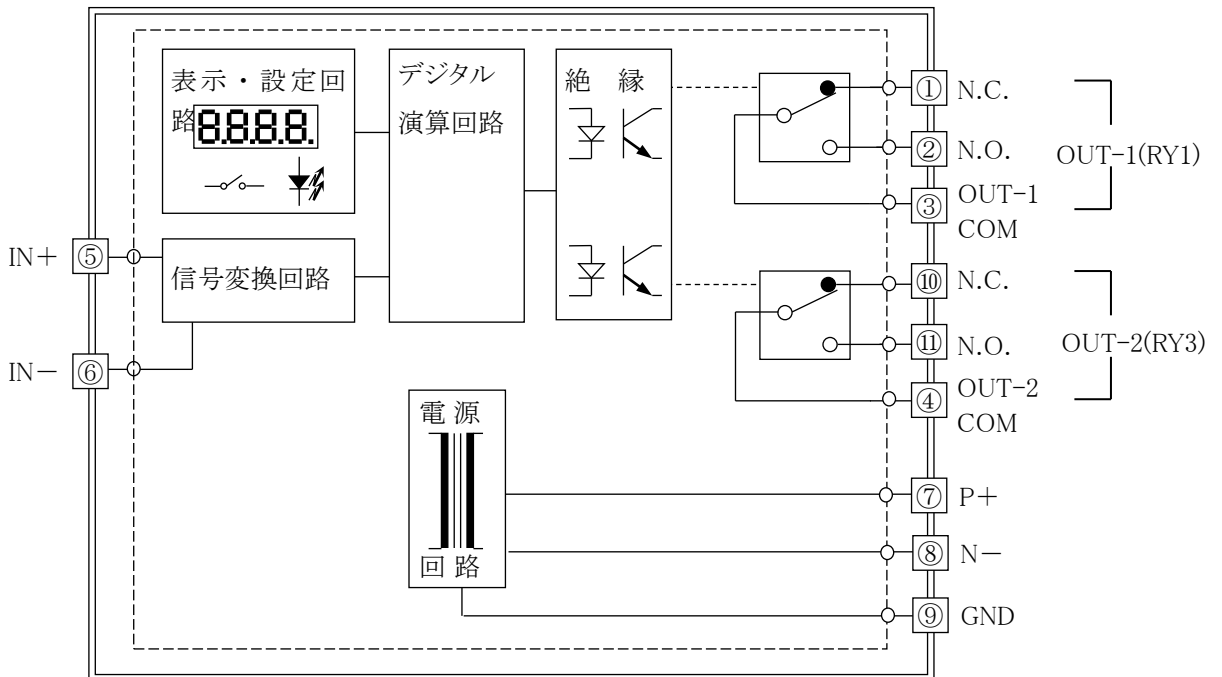 表示・設定回
路8.8.8.8.
デジタル
演算回路
絶 縁
信号変換回路
IN+ ⑤
IN− ⑥
電 源
回 路
① N.C.
② N.O.
③ OUT-1
COM
OUT-1(RY1)
⑩ N.C.
⑪ N.O.
④ OUT-2
COM
OUT-2(RY3)
⑦ P+
⑧ N−
⑨ GND